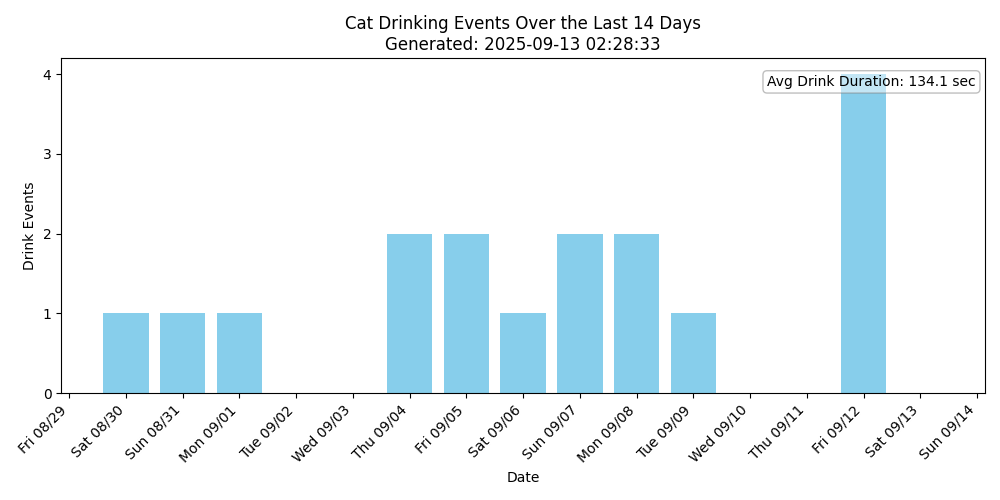 Cat Drinking Events Over the Last 14 Days
Generated: 2025-09-13 02:28:33
Avg Drink Duration: 134.1 sec
Drink Events
4
3
2
1
0
Fri 08/29
Sat 08/30
Sun 08/31
Mon 09/01
Tue 09/02
Wed 09/03
Thu 09/04
Fri 09/05
Sat 09/06
Sun 09/07
Mon 09/08
Tue 09/09
Wed 09/10
Thu 09/11
Fri 09/12
Sat 09/13
Sun 09/14
Date